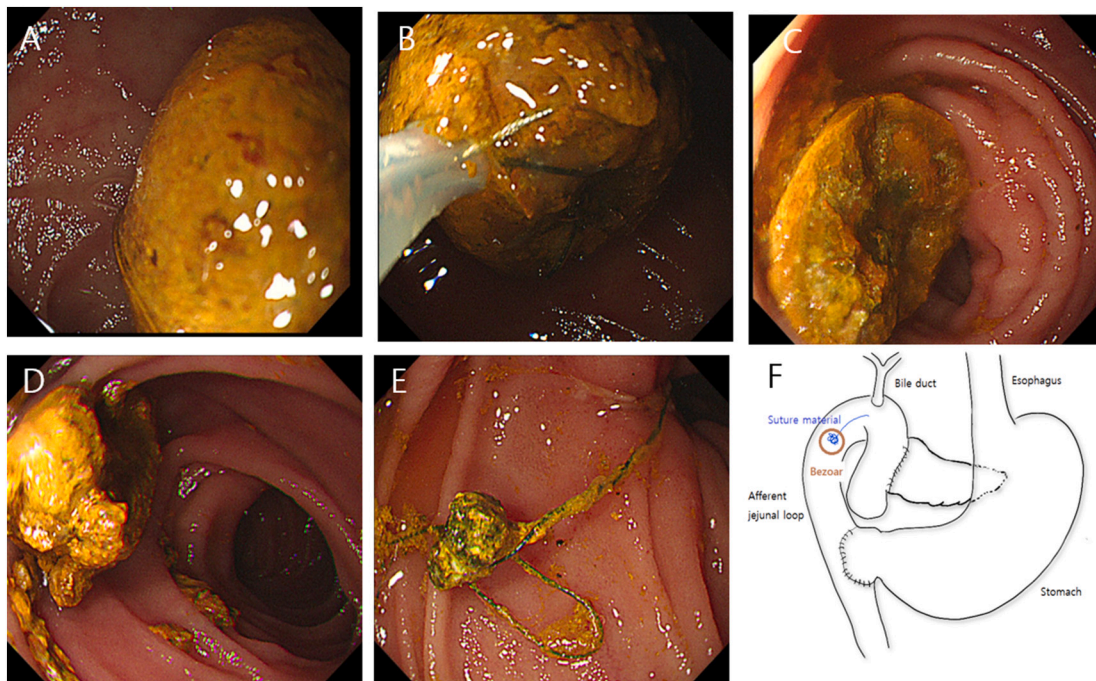 A
B
C
D
E
F
Bile duct
Esophagus
Suture material
Bezoar
Afferent
jejunal loop
Stomach